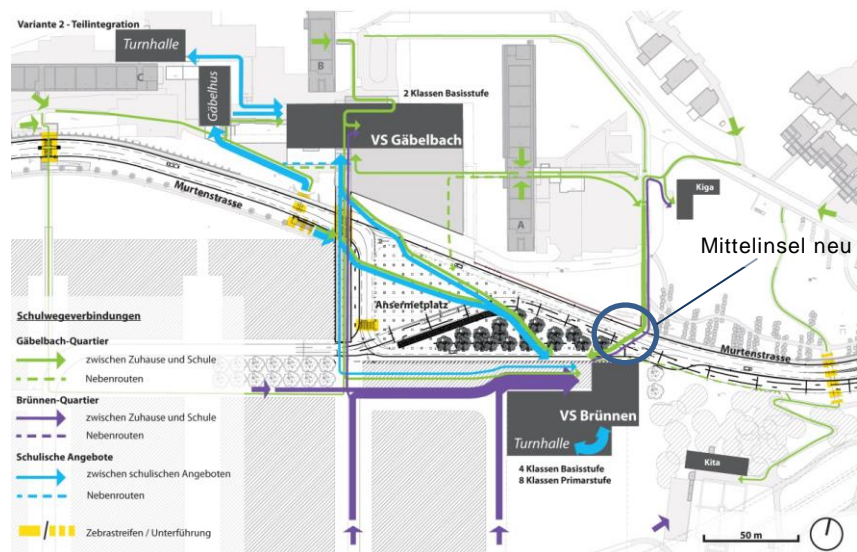 Variante 2 - Teilintegration
Turnhalle
C
B
Gäbelhus
2 Klassen Basisstufe
VS Gäbelbach
Murtenstrasse
A
Kiga
Mittelinsel neu
Ansermetplatz
Murtenstrasse
Schulwegeverbindungen
Gäbelbach-Quartier
zwischen Zuhause und Schule
Nebenrouten
Brünnen-Quartier
zwischen Zuhause und Schule
Nebenrouten
Schulische Angebote
zwischen schulischen Angeboten
Nebenrouten
/ Zebrastreifen / Unterführung
VS Brünnen
Turnhalle
4 Klassen Basisstufe
8 Klassen Primarstufe
Kita
50 m